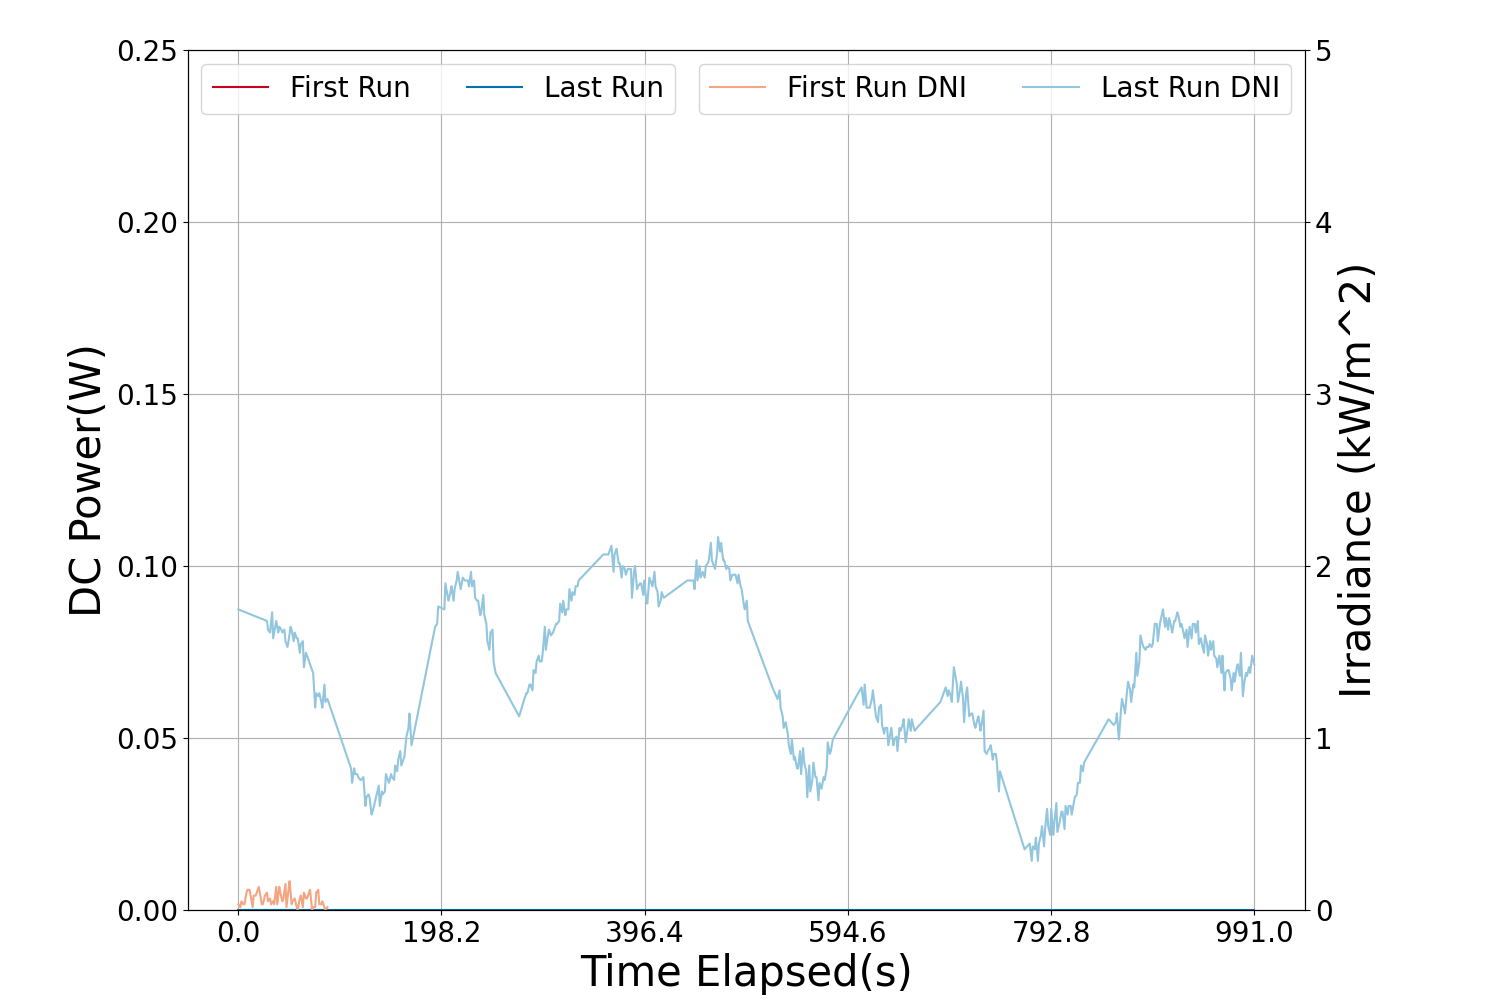 First Run
Last Run
First Run DNI
Last Run DNI
DC Power(W)
0.25
0.20
0.15
0.10
0.05
0.00
5
4
3
2
1
0
Irradiance (kW/m^2)
0.0
198.2
396.4
594.6
792.8
991.0
Time Elapsed(s)